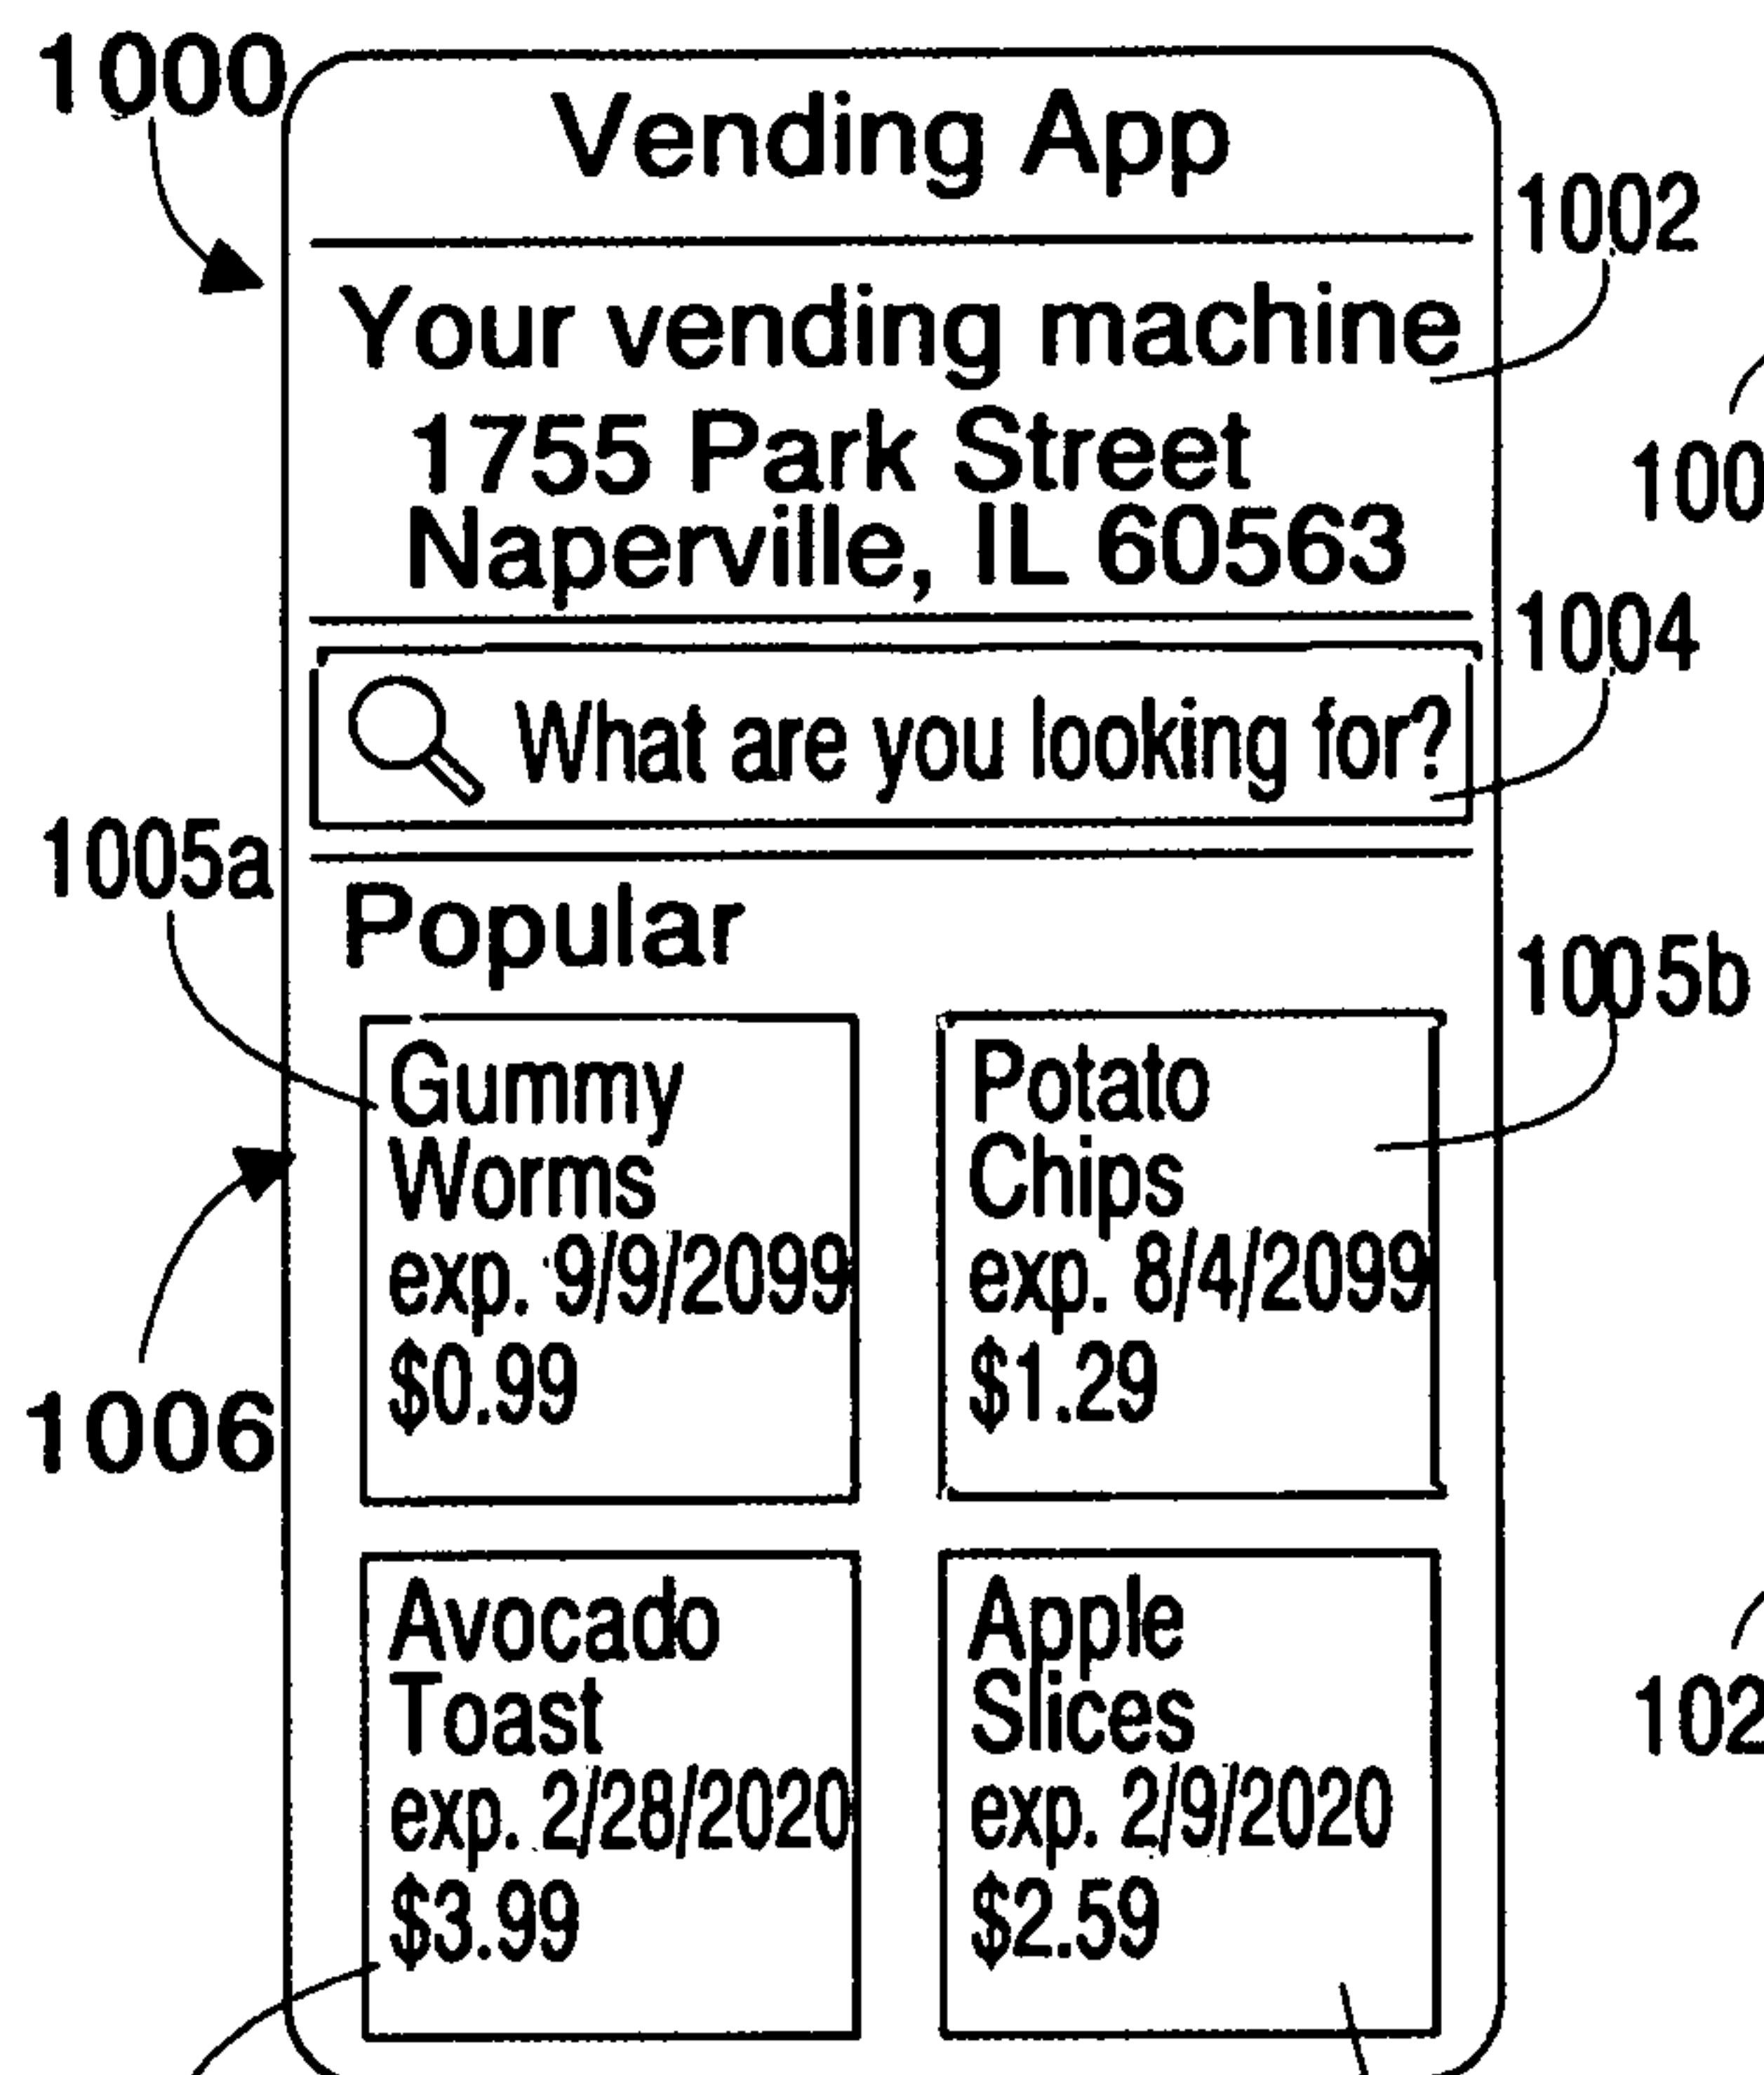 1000
Vending App
1002
Your vending machine
1755 Park Street
Naperville, IL 60563
1004
What are you looking for?
1005a
Popular
1005b
Gummy
Worms
exp. 9/9/2099
$0.99
Potato
Chips
exp. 8/4/2099
$1.29
1006
Avocado
Toast
exp. 2/28/2020
$3.99
Apple
Slices
exp. 2/9/2020
$2.59